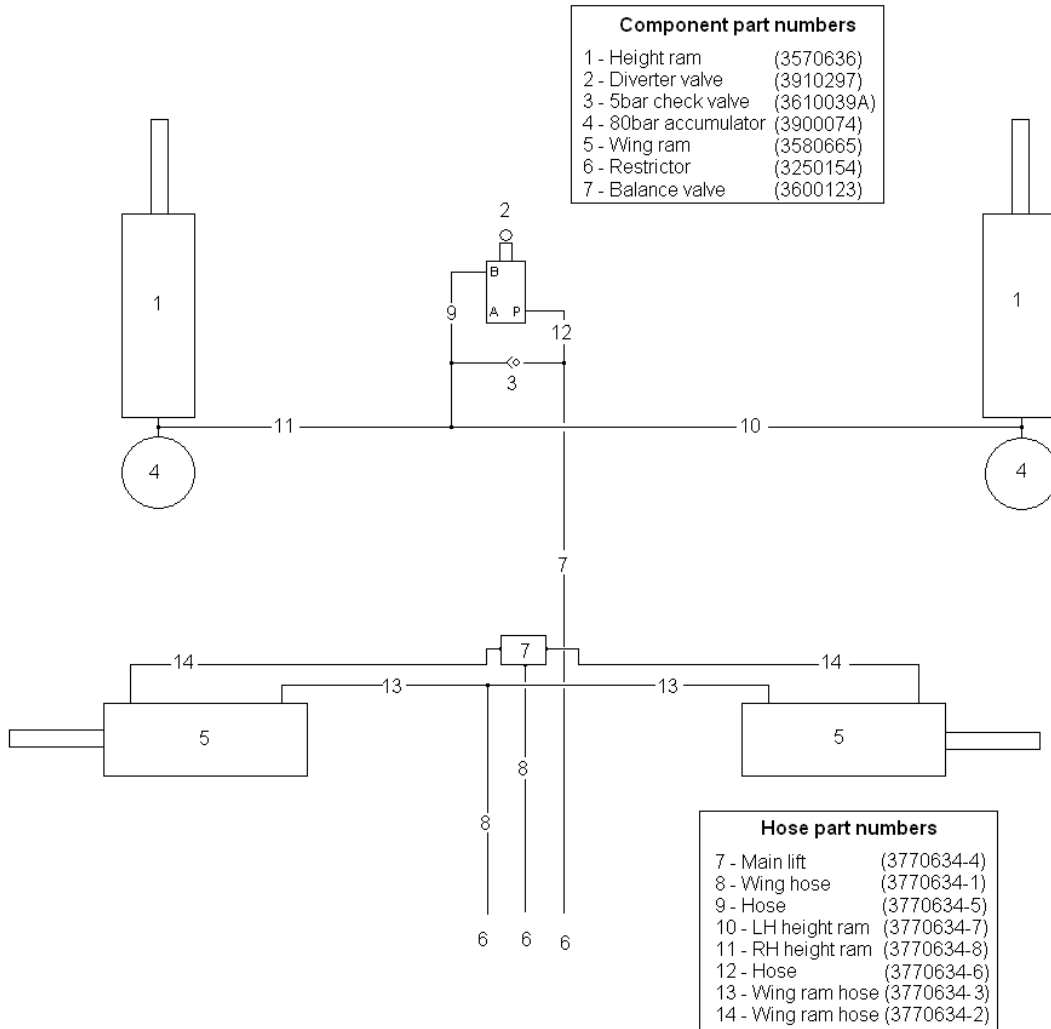 Component part numbers
1 - Height ram (3570636)
2 - Diverter valve (3910297)
3 - 5bar check valve (3610039A)
4 - 80bar accumulator (3900074)
5 - Wing ram (3580665)
6 - Restrictor (3250154)
7 - Balance valve (3600123)
2
B
1
1
9
A P
12
3
11
10
4
4
7
7
14
14
13
13
5
5
8
8
6
6
6
Hose part numbers
7 - Main lift (3770634-4)
8 - Wing hose (3770634-1)
9 - Hose (3770634-5)
10 - LH height ram (3770634-7)
11 - RH height ram (3770634-8)
12 - Hose (3770634-6)
13 - Wing ram hose (3770634-3)
14 - Wing ram hose (3770634-2)